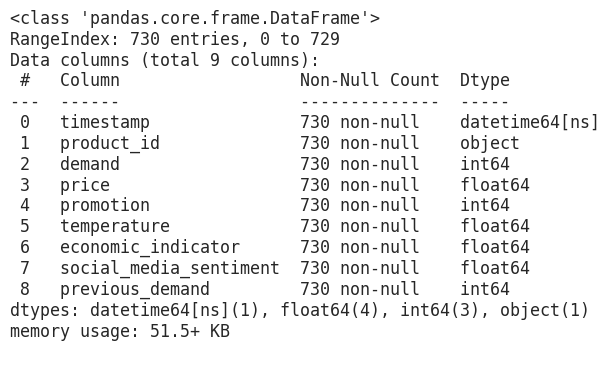 <class 'pandas.core.frame.DataFrame'>
RangeIndex: 730 entries, 0 to 729
Data columns (total 9 columns):
 #   Column                  Non-Null Count  Dtype
---  ------                  --------------  -----
 0   timestamp               730 non-null    datetime64[ns]
 1   product_id              730 non-null    object
 2   demand                  730 non-null    int64
 3   price                   730 non-null    float64
 4   promotion               730 non-null    int64
 5   temperature             730 non-null    float64
 6   economic_indicator      730 non-null    float64
 7   social_media_sentiment  730 non-null    float64
 8   previous_demand         730 non-null    int64
dtypes: datetime64[ns](1), float64(4), int64(3), object(1)
memory usage: 51.5+ KB